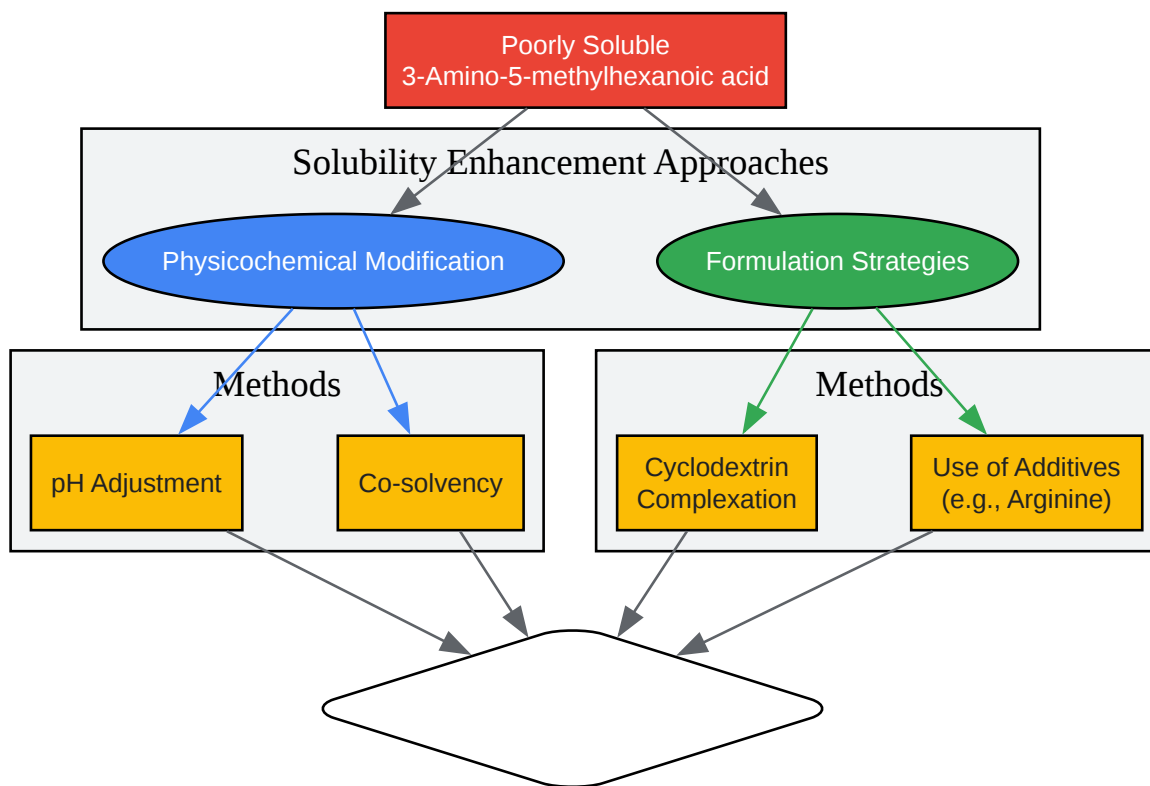 Poorly Soluble
3-Amino-5-methylhexanoic acid
Solubility Enhancement Approaches
Physicochemical Modification
Formulation Strategies
Methods
Methods
pH Adjustment
Co-solvency
Cyclodextrin
Complexation
Use of Additives
(e.g., Arginine)